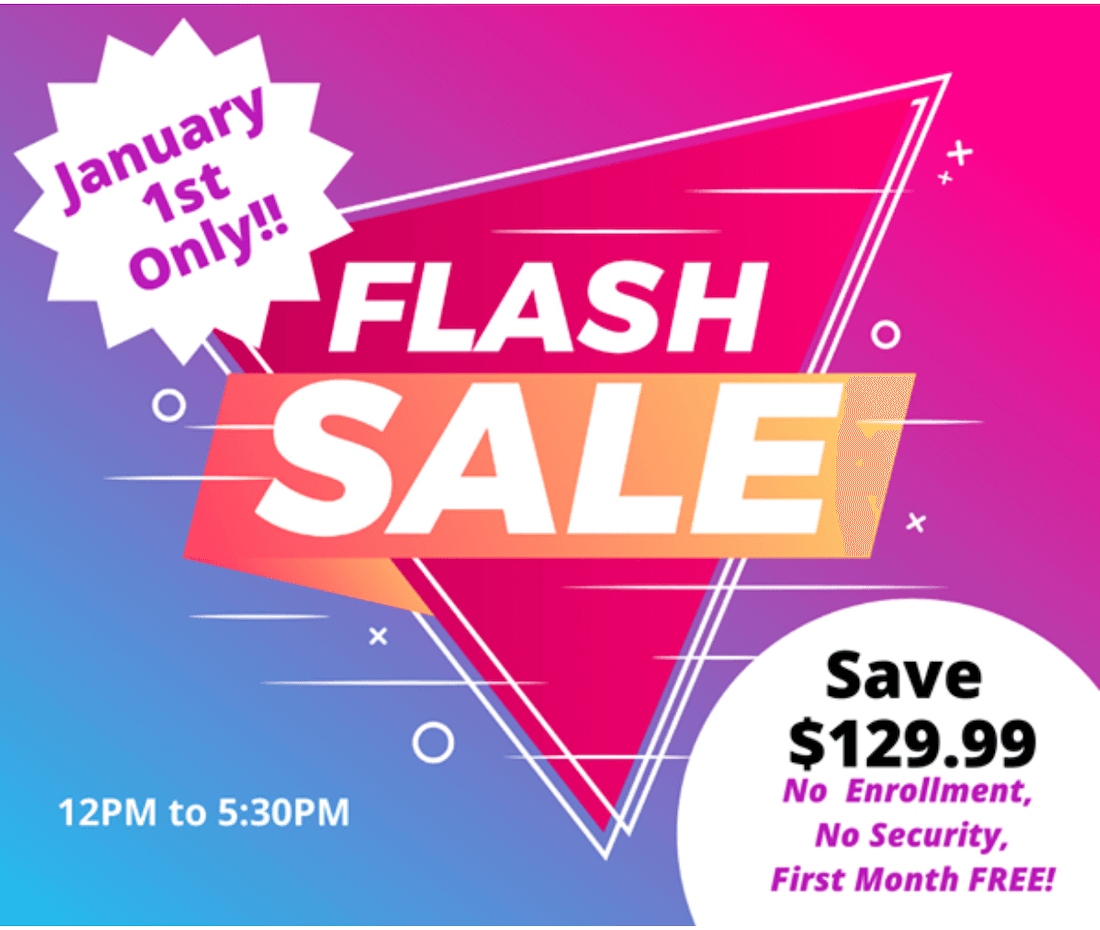 January
1st
Only!!
FLASH
SALE
12PM to 5:30PM
Save
$129.99
No Enrollment,
No Security,
First Month FREE!